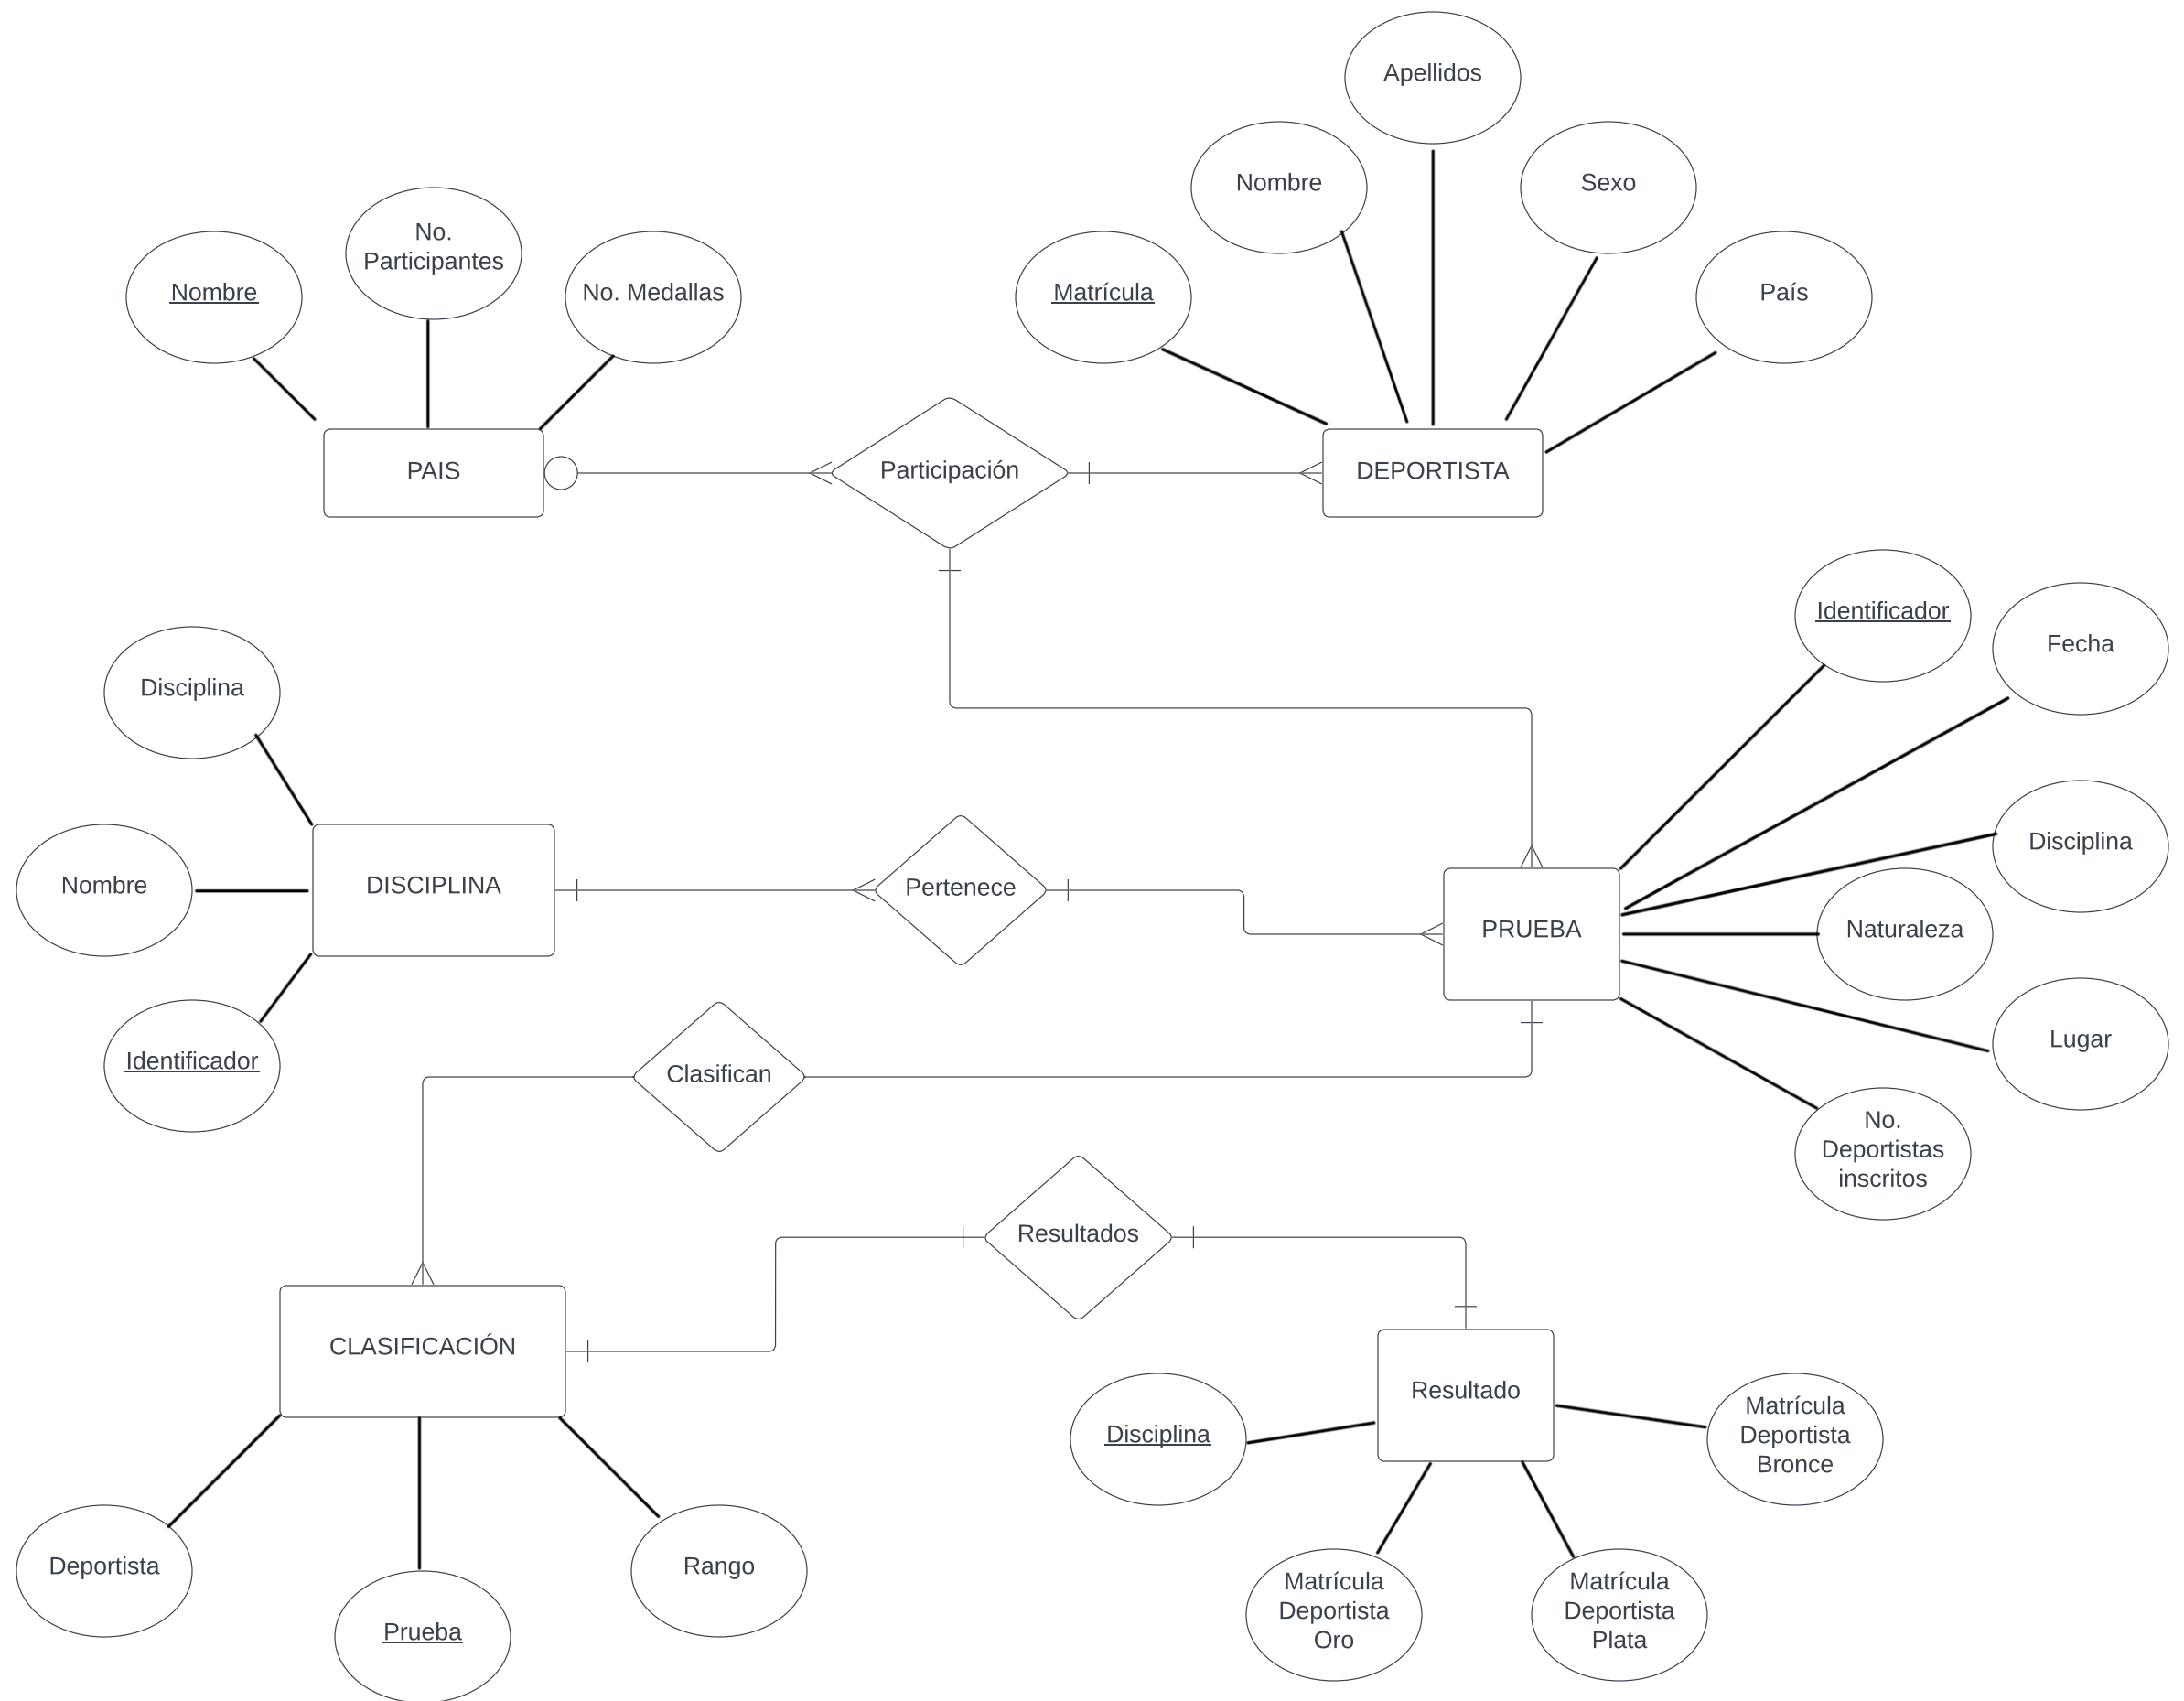 Apellidos
Nombre
Sexo
No.
Participantes
Nombre
No. Medallas
Matrícula
País
PAIS
Participación
DEPORTISTA
Identificador
Fecha
Disciplina
Disciplina
Nombre
DISCIPLINA
Pertenece
PRUEBA
Naturaleza
Identificador
Clasifican
Lugar
No.
Deportistas
inscritos
Resultados
CLASIFICACIÓN
Resultado
Disciplina
Matrícula
Deportista
Bronce
Deportista
Prueba
Rango
Matrícula
Deportista
Oro
Matrícula
Deportista
Plata